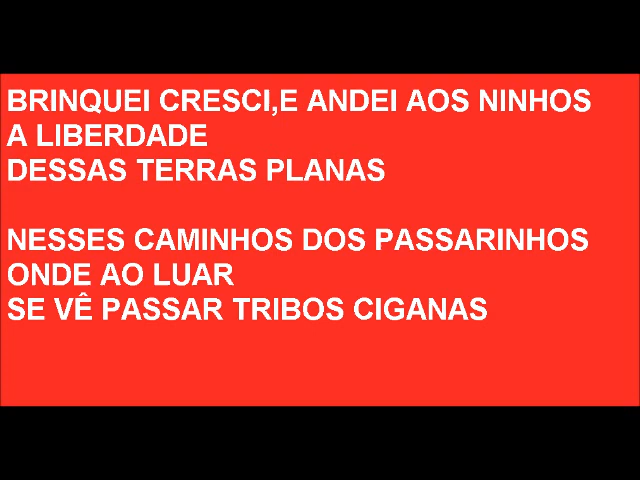 BRINQUEI CRESCI,E ANDEI AOS NINHOS
A LIBERDADE
DESSAS TERRAS PLANAS
NESSES CAMINHOS DOS PASSARINHOS
ONDE AO LUAR
SE VÊ PASSAR TRIBOS CIGANAS